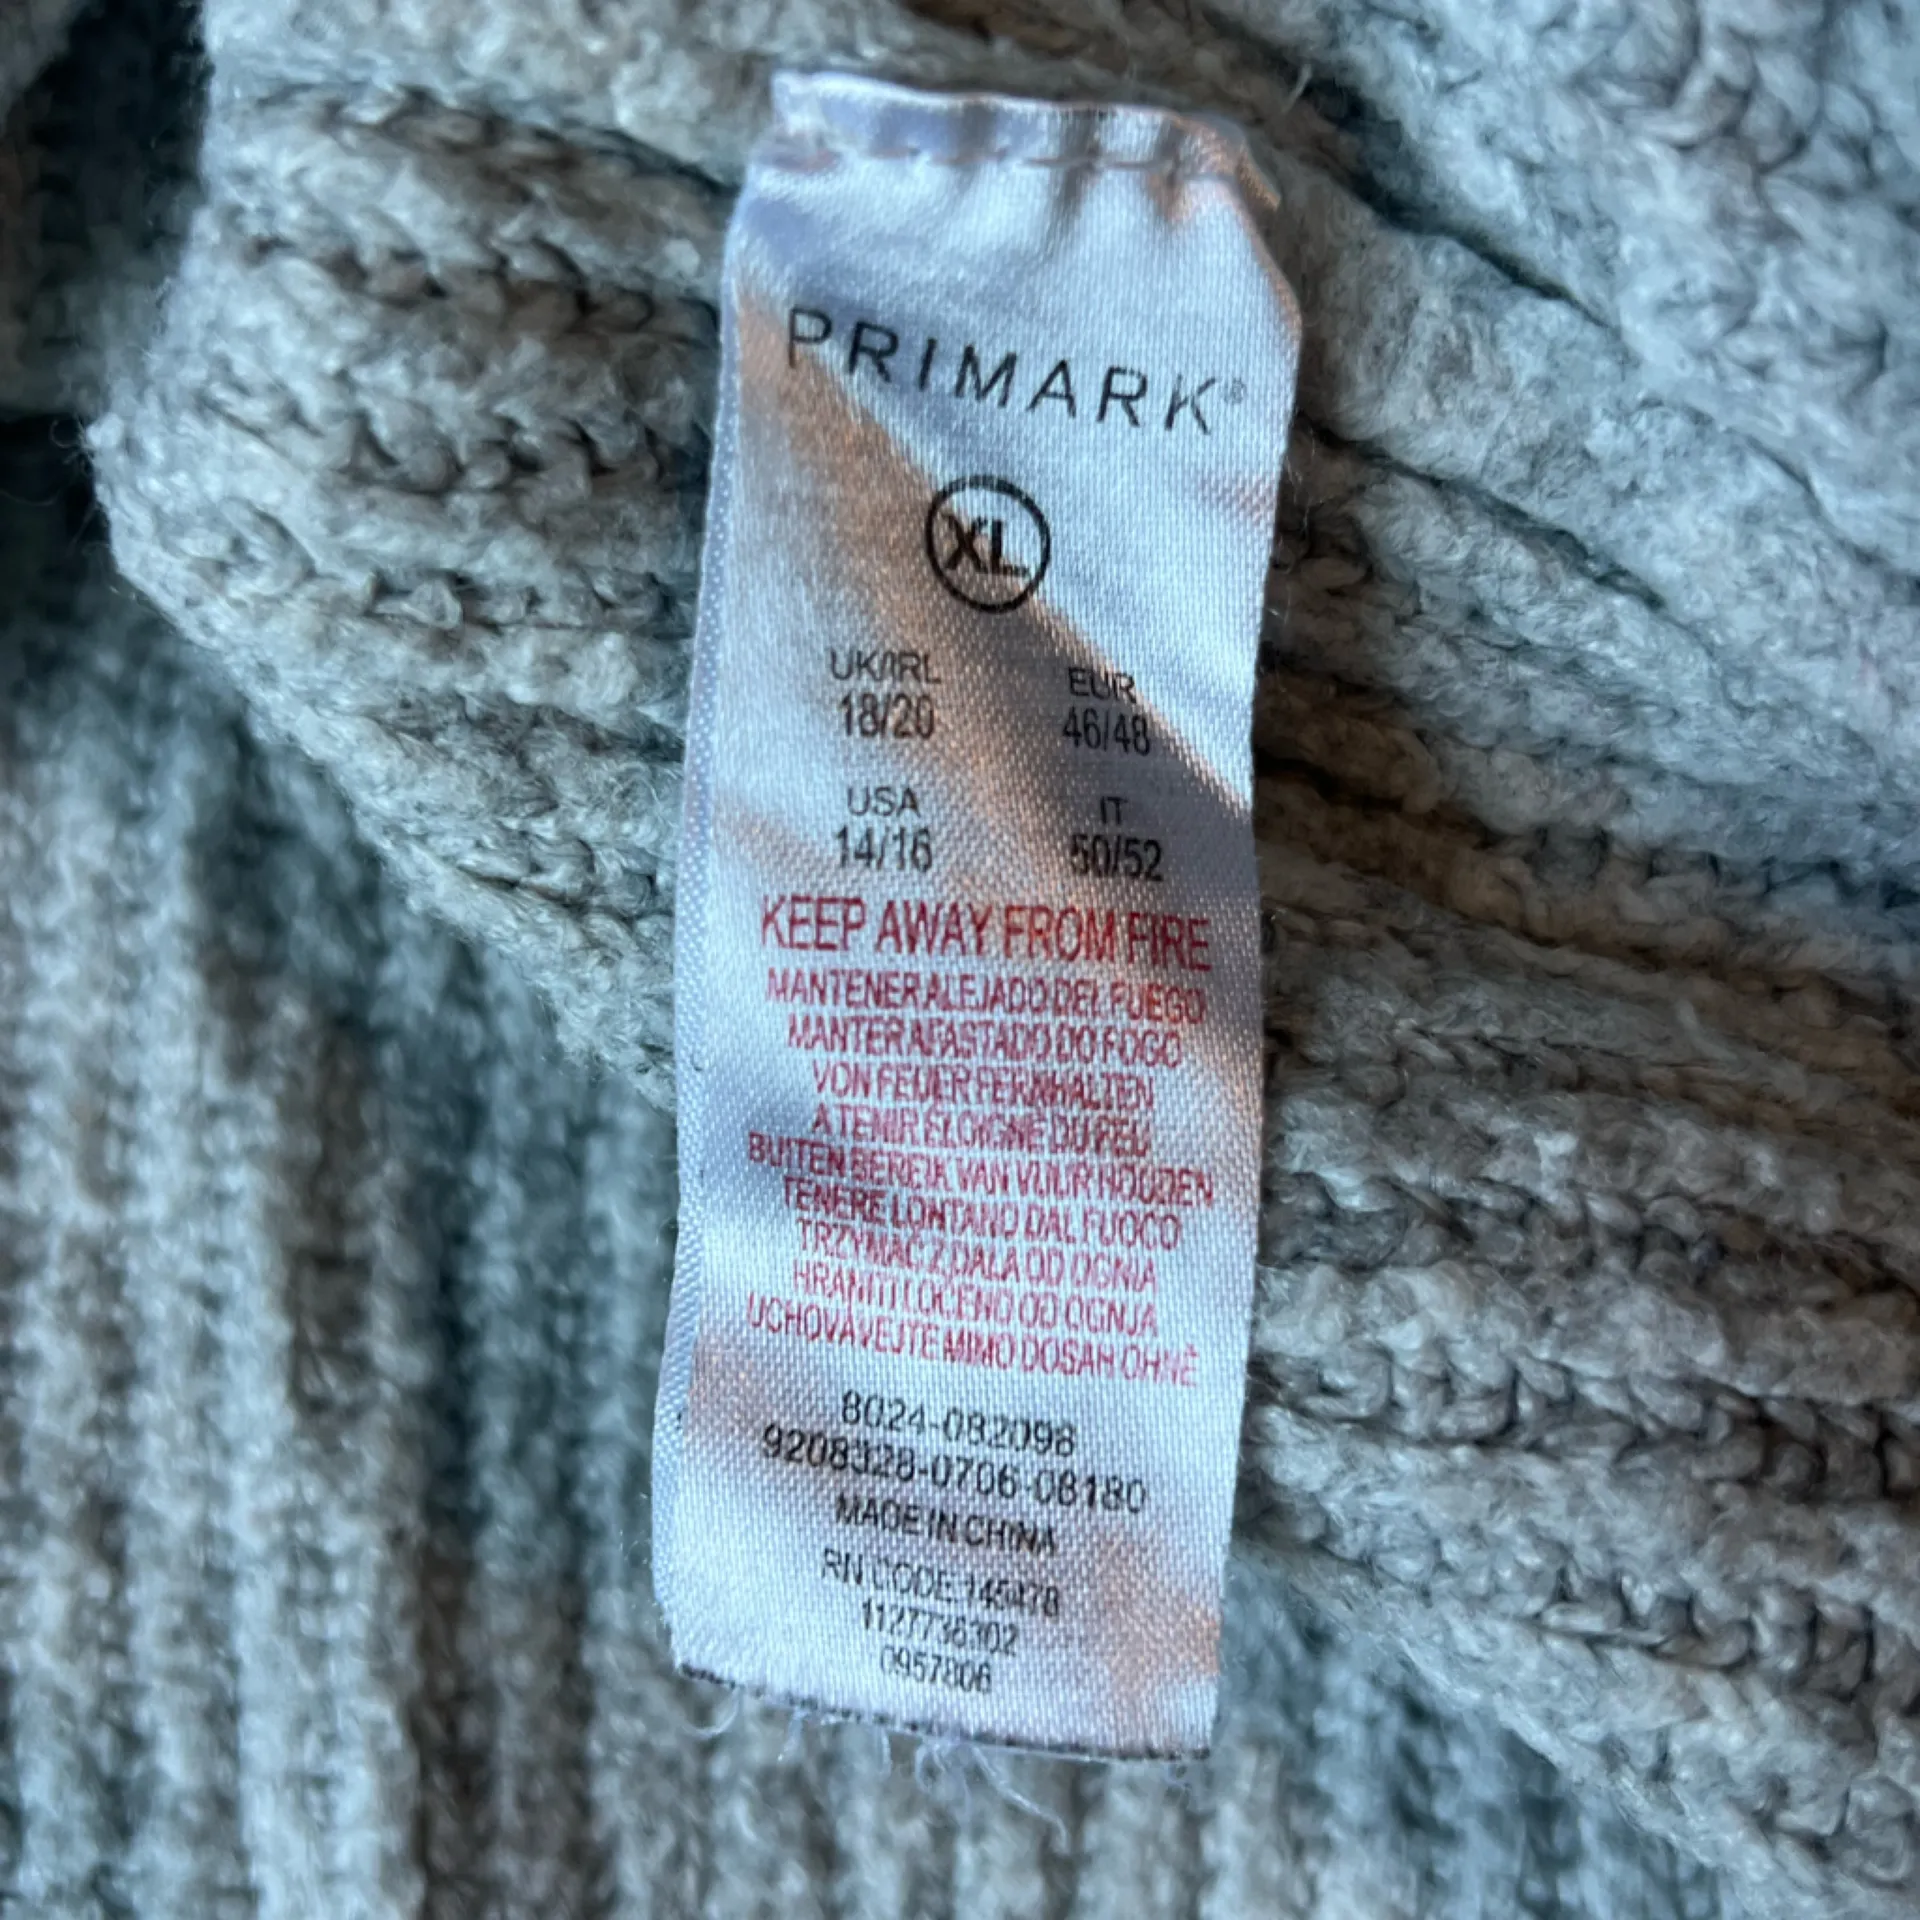 PRIMARK®
XL
UK/IRL EUR
18/20 46/48
USA IT
14/16 50/52
KEEP AWAY FROM FIRE
MANTENER ALEJADO DEL FUEGO
MANTER AFASTADO DO FOGO
VON FEUER FERNHALTEN
A TENIR ÉLOIGNÉ DU FEU
BUITEN BEREIK VAN VUUR HOUDEN
TENERE LONTANO DAL FUOCO
TRZYMAĆ Z DALA OD OGNIA
HRANITI LOČENO OD OGNJA
UCHOVÁVEJTE MIMO DOSAH OHNĚ
8024-082098
9208328-0706-08180
MADE IN CHINA
RN CODE 145478
1127736302
0957806